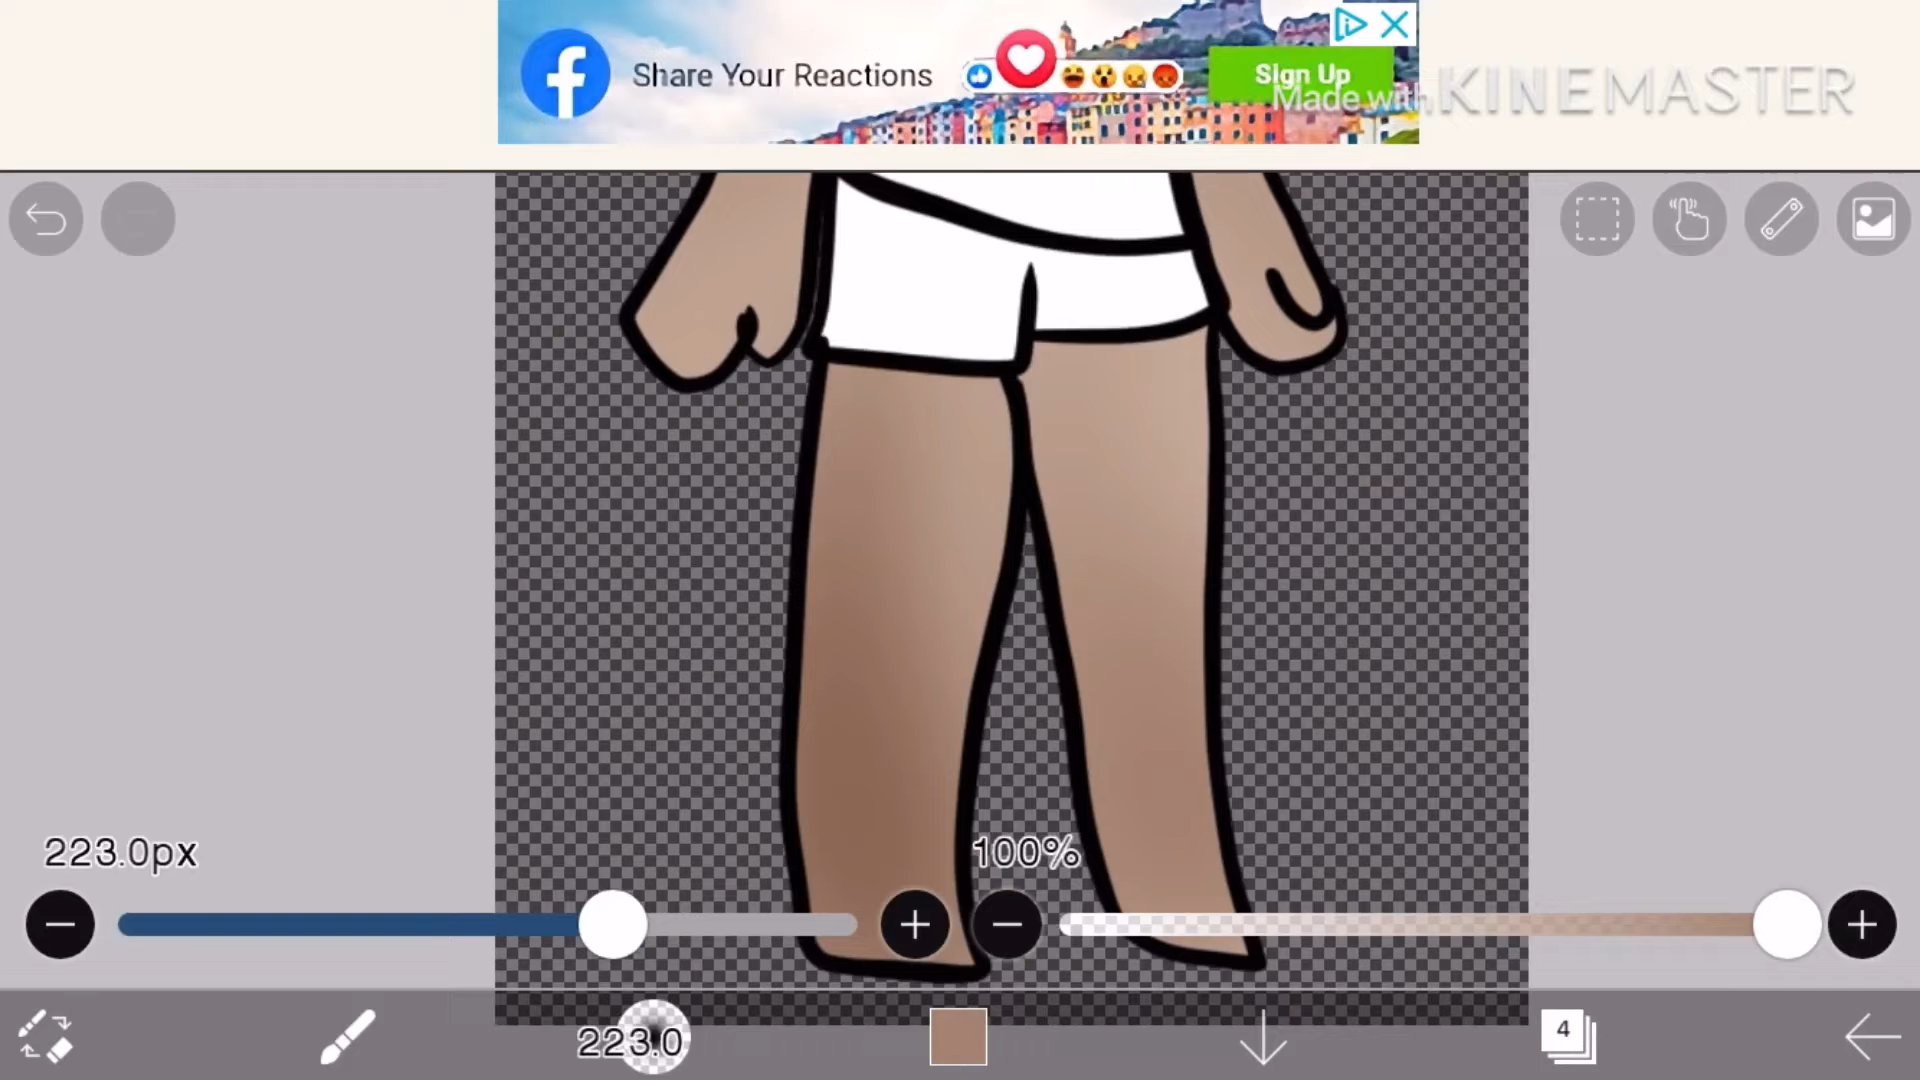 Share Your Reactions
Sign Up
Made with KINEMASTER
223.0px
100%
223.0
4